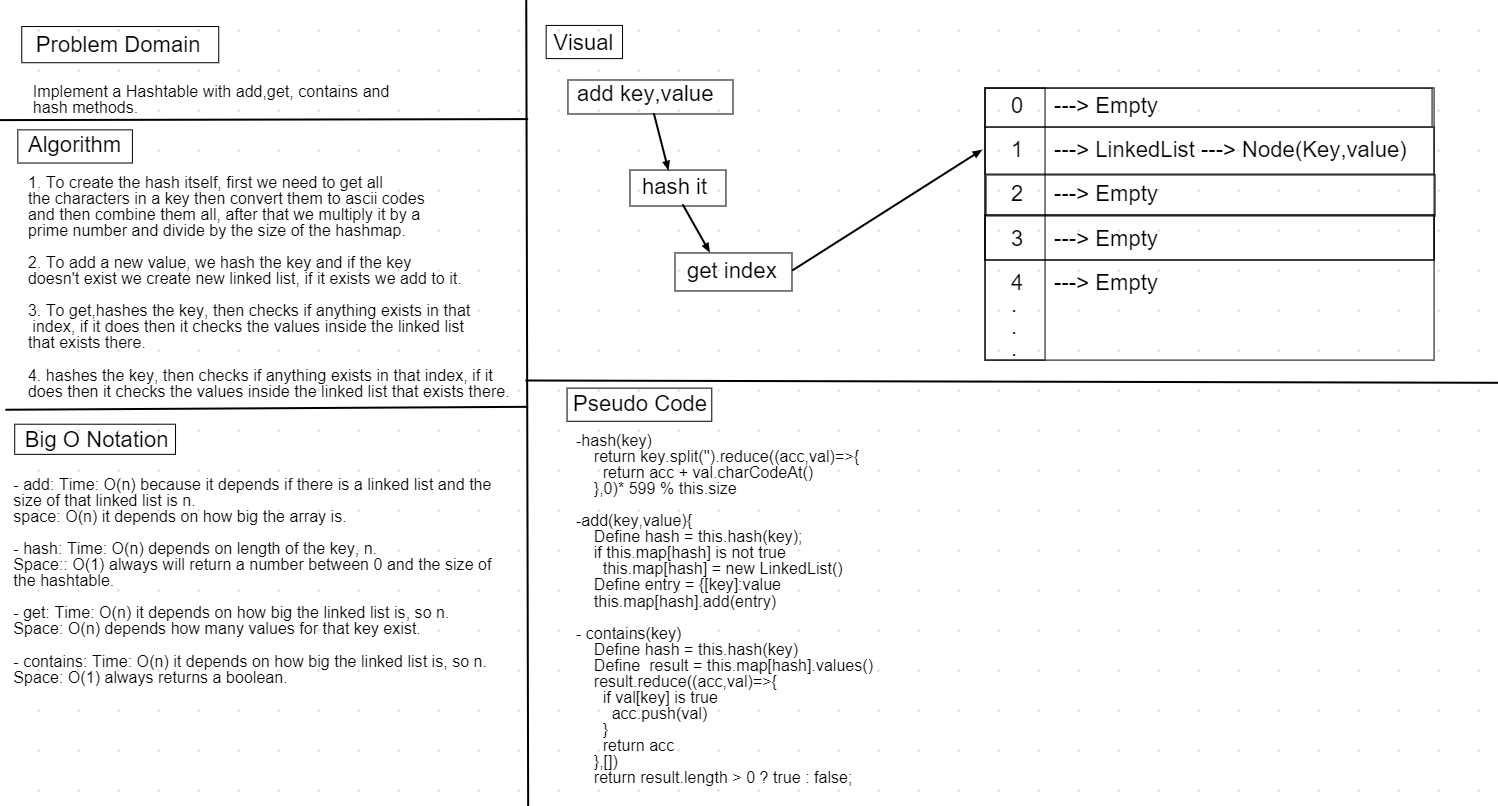 Problem Domain
Implement a Hashtable with add,get, contains and
hash methods.
Algorithm
1. To create the hash itself, first we need to get all
the characters in a key then convert them to ascii codes
and then combine them all, after that we multiply it by a
prime number and divide by the size of the hashmap.
2. To add a new value, we hash the key and if the key
doesn't exist we create new linked list, if it exists we add to it.
3. To get,hashes the key, then checks if anything exists in that
index, if it does then it checks the values inside the linked list
that exists there.
4. hashes the key, then checks if anything exists in that index, if it
does then it checks the values inside the linked list that exists there.
Big O Notation
- add: Time: O(n) because it depends if there is a linked list and the
size of that linked list is n.
space: O(n) it depends on how big the array is.
- hash: Time: O(n) depends on length of the key, n.
Space:: O(1) always will return a number between 0 and the size of
the hashtable.
- get: Time: O(n) it depends on how big the linked list is, so n.
Space: O(n) depends how many values for that key exist.
- contains: Time: O(n) it depends on how big the linked list is, so n.
Space: O(1) always returns a boolean.
Visual
add key,value
hash it
get index
0 ---> Empty
1 ---> LinkedList ---> Node(Key,value)
2 ---> Empty
3 ---> Empty
4 ---> Empty
.
.
.
Pseudo Code
-hash(key)
return key.split('').reduce((acc,val)=>{
return acc + val.charCodeAt()
},0)* 599 % this.size
-add(key,value){
Define hash = this.hash(key);
if this.map[hash] is not true
this.map[hash] = new LinkedList()
Define entry = {[key]:value
this.map[hash].add(entry)
- contains(key)
Define hash = this.hash(key)
Define  result = this.map[hash].values()
result.reduce((acc,val)=>{
if val[key] is true
acc.push(val)
}
return acc
},[])
return result.length > 0 ? true : false;